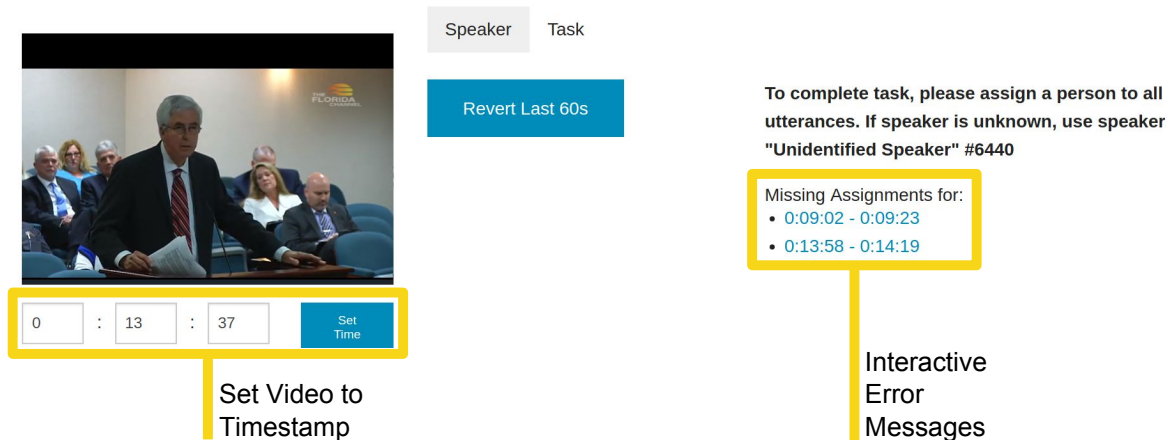 Speaker Task
THE
FLORIDA
CHANNEL
Revert Last 60s
To complete task, please assign a person to all
utterances. If speaker is unknown, use speaker
"Unidentified Speaker" #6440
Missing Assignments for:
• 0:09:02 - 0:09:23
• 0:13:58 - 0:14:19
0 : 13 : 37
Set
Time
Set Video to
Timestamp
Interactive
Error
Messages